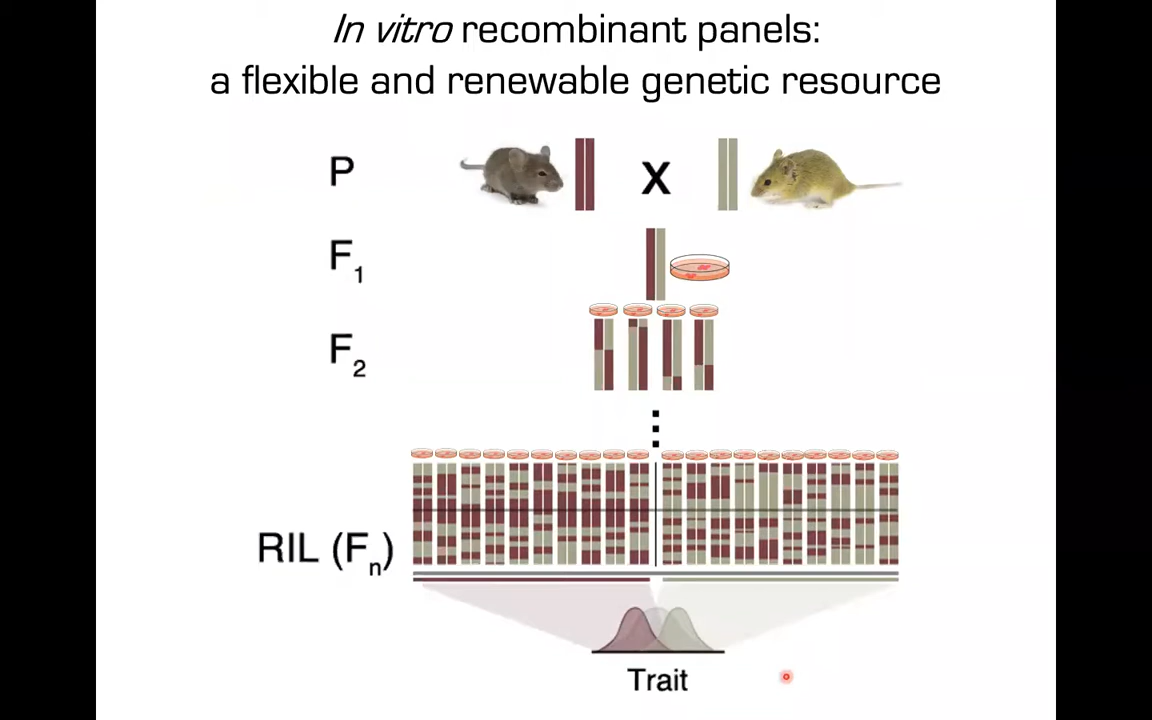 In vitro recombinant panels:
a flexible and renewable genetic resource
P
X
F1
F2
RIL (Fn)
Trait